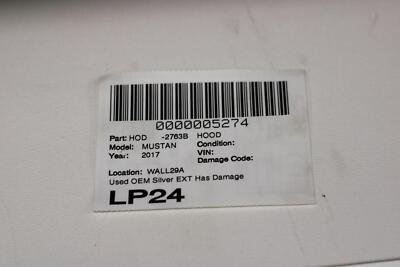 0000005274
Part: HOD -2763B HOOD
Model: MUSTAN Condition:
Year: 2017 VIN:
Damage Code:
Location: WALL29A
Used OEM Silver EXT Has Damage
LP24